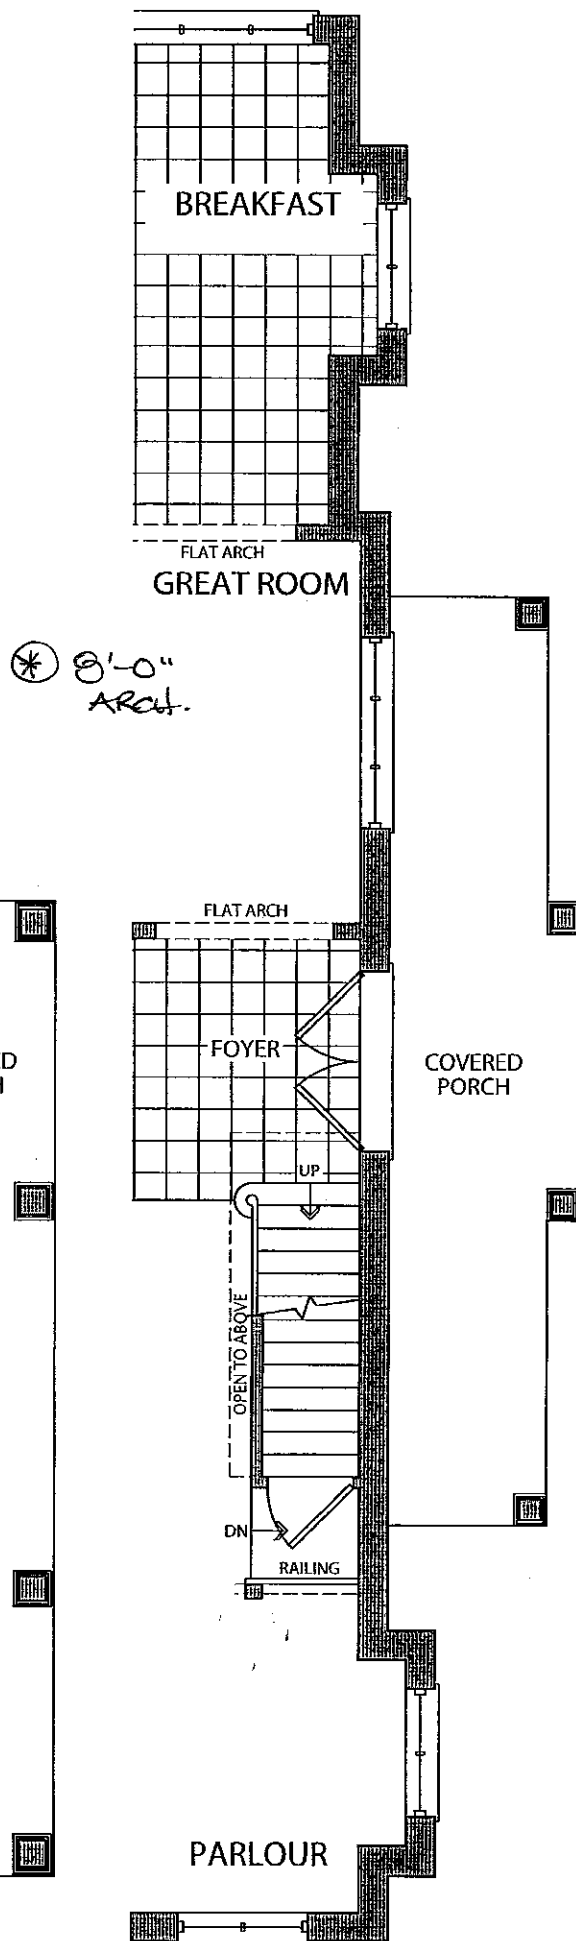 BREAKFAST
FLAT ARCH
GREAT ROOM
8'-0"
ARCH.
FLAT ARCH
FOYER
COVERED
PORCH
ED
H
UP
OPEN TO ABOVE
DN
RAILING
PARLOUR